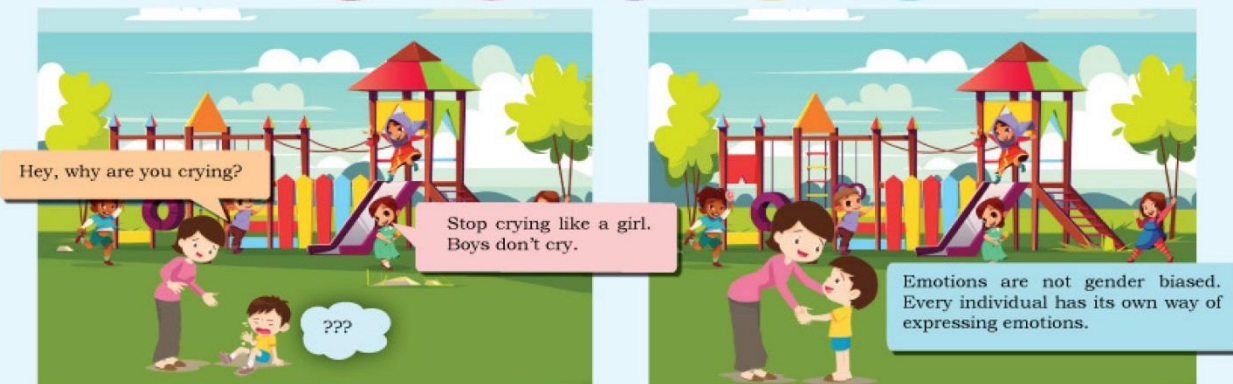 Hey, why are you crying?
Stop crying like a girl.
Boys don't cry.
???
Emotions are not gender biased.
Every individual has its own way of
expressing emotions.